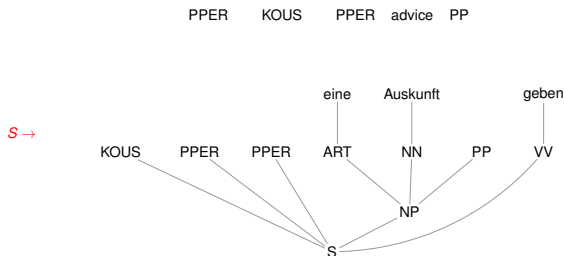 PPER KOUS PPER advice PP
eine Auskunft geben
S →
KOUS PPER PPER ART NN PP VV
NP
S